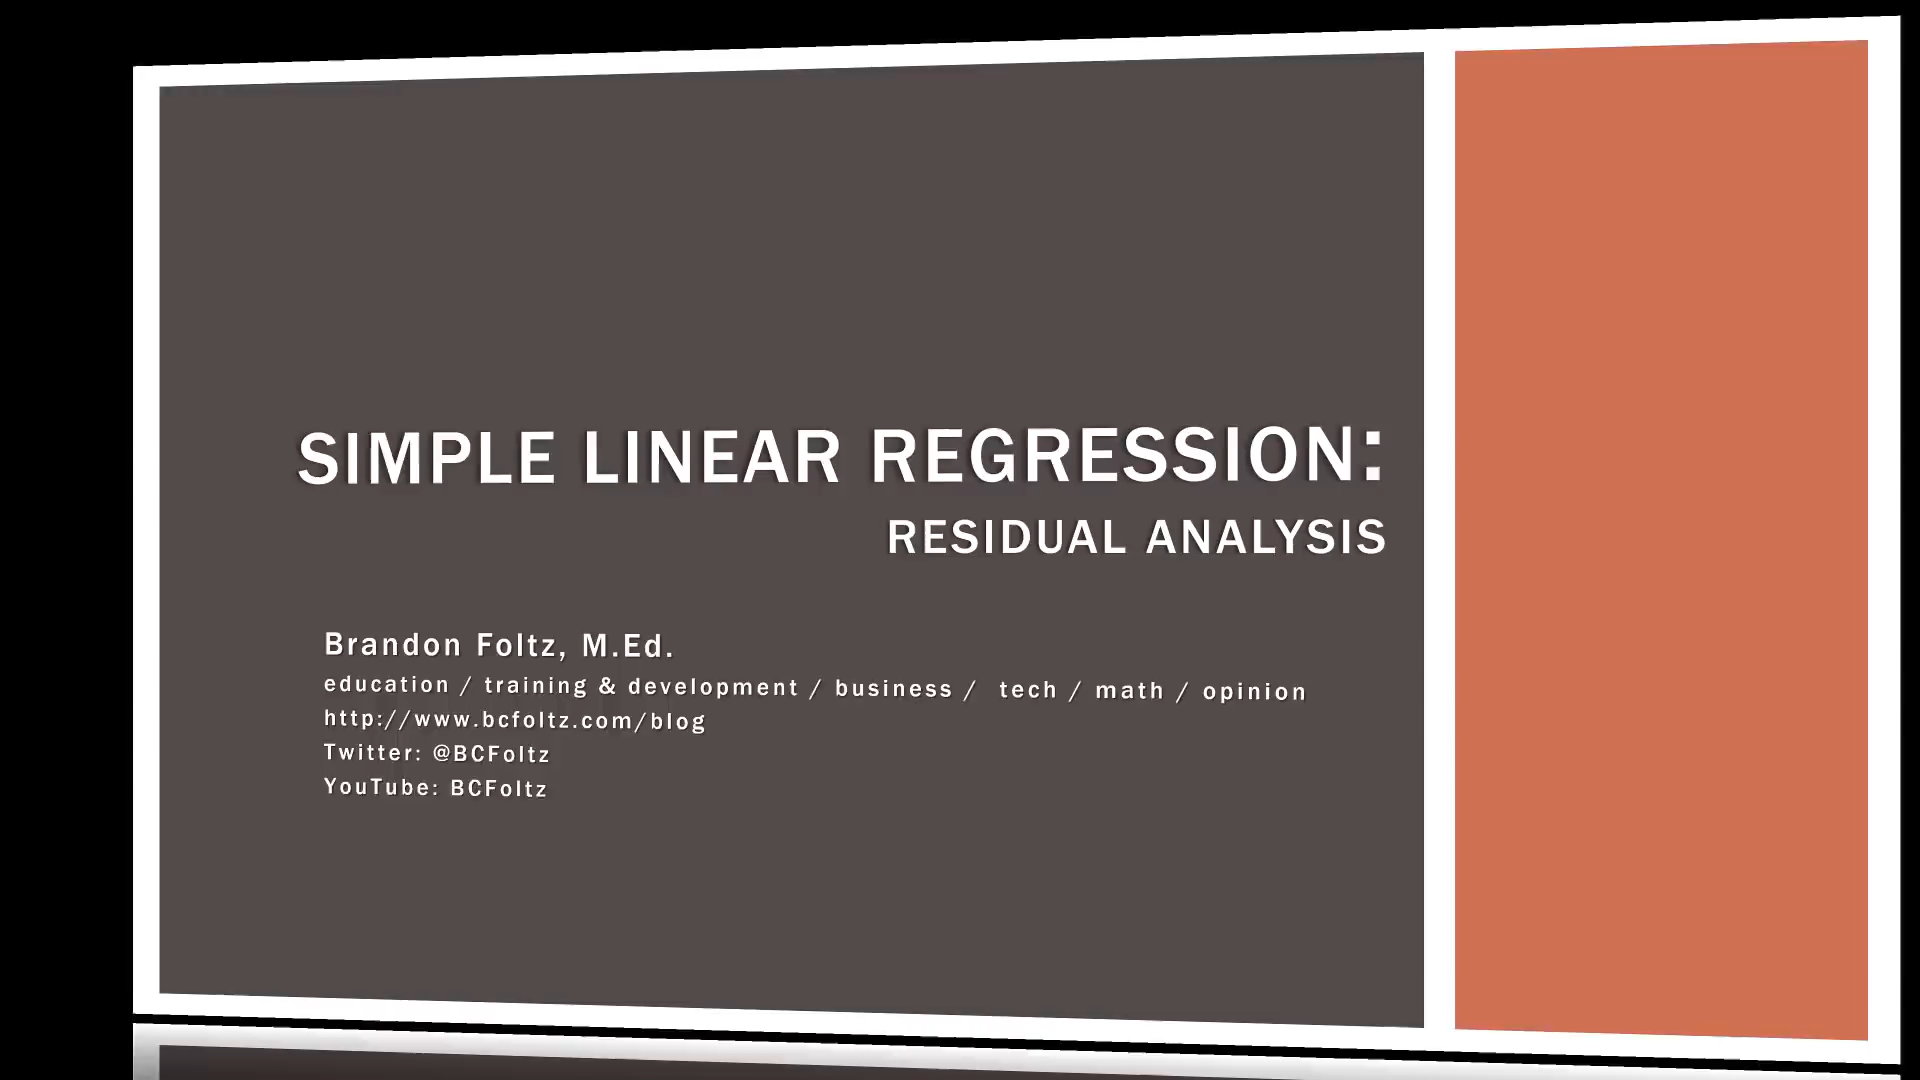 SIMPLE LINEAR REGRESSION:
RESIDUAL ANALYSIS
Brandon Foltz, M.Ed.
education / training & development / business / tech / math / opinion
http://www.bcfoltz.com/blog
Twitter: @BCFoltz
YouTube: BCFoltz